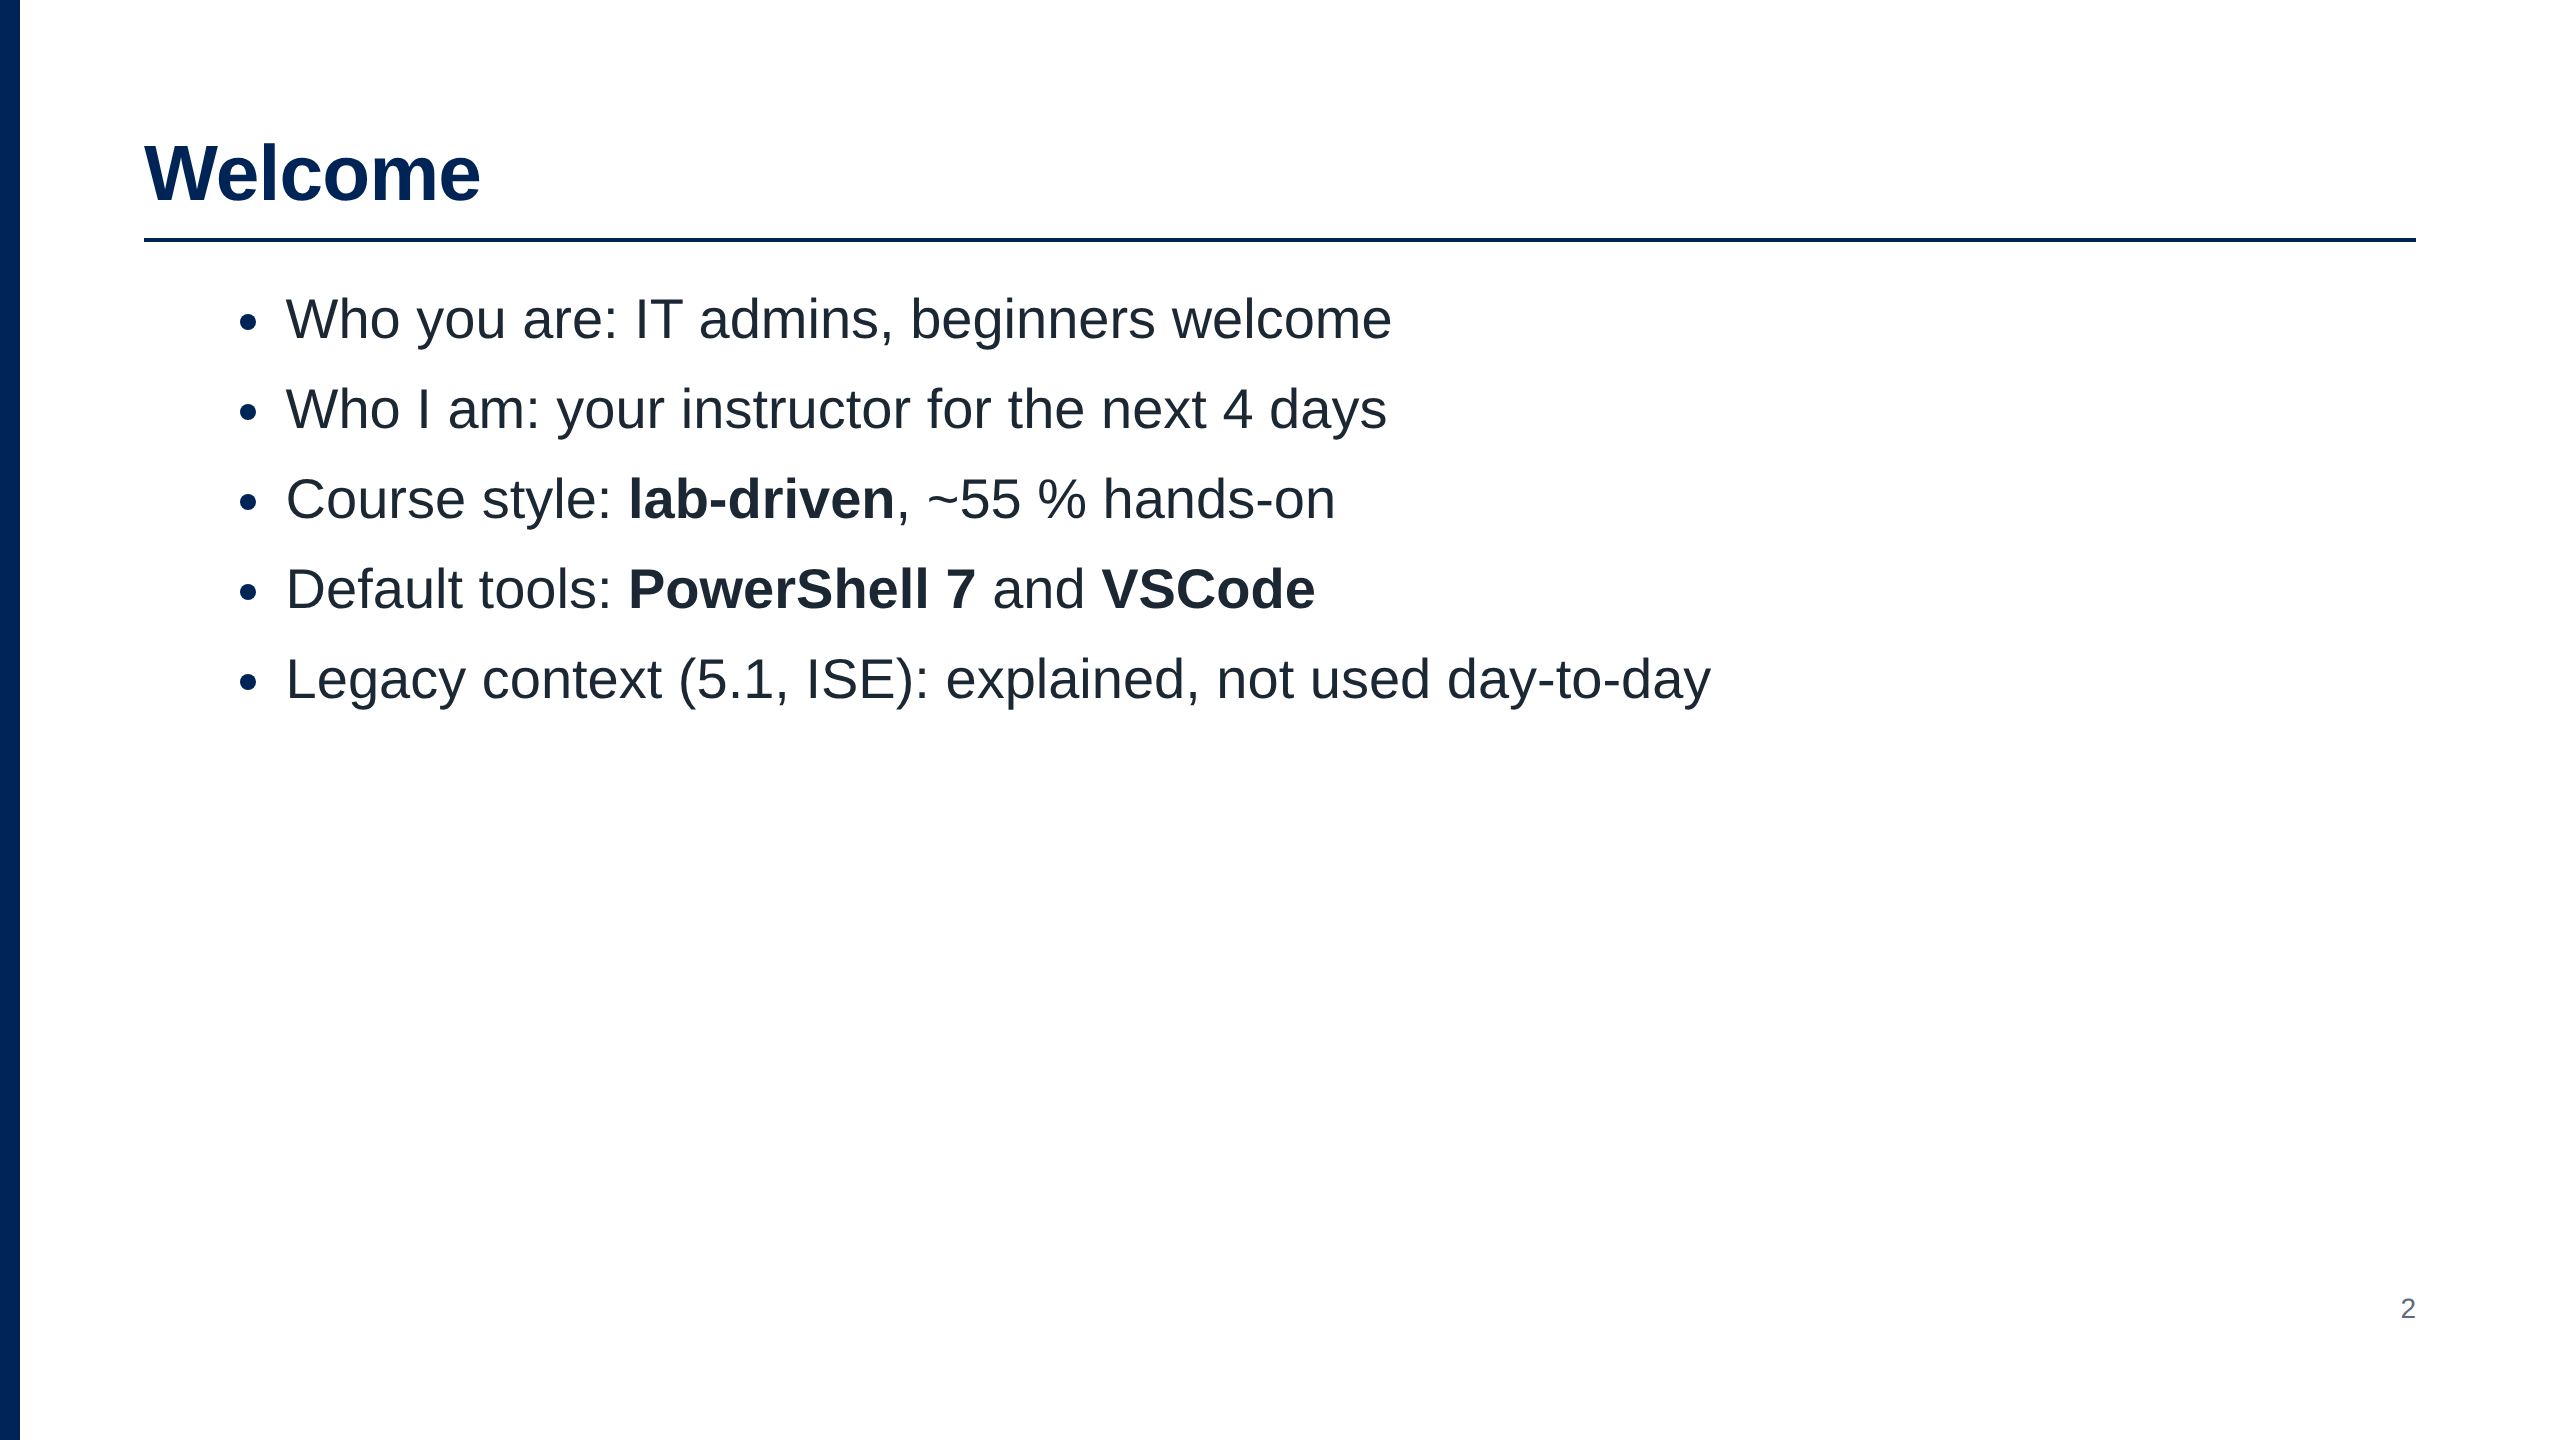 Welcome
• Who you are: IT admins, beginners welcome
• Who I am: your instructor for the next 4 days
• Course style: lab-driven, ~55 % hands-on
• Default tools: PowerShell 7 and VSCode
• Legacy context (5.1, ISE): explained, not used day-to-day
2